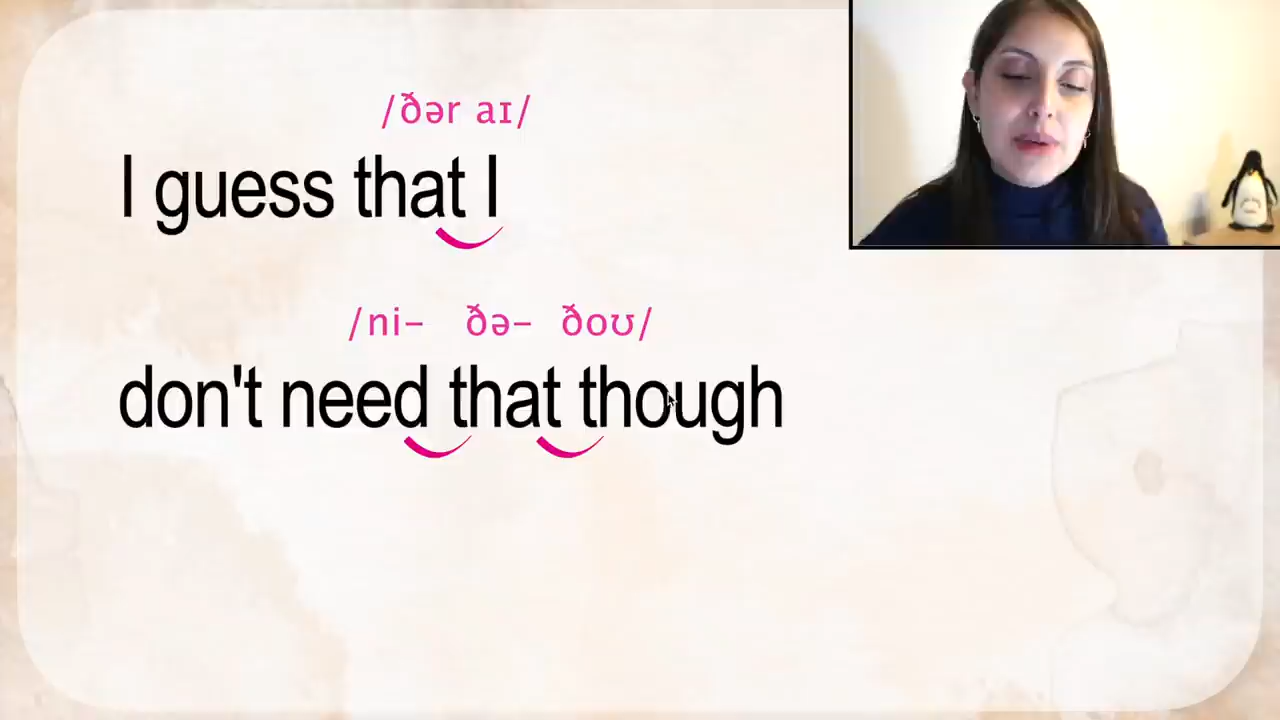 /ðər aɪ/
I guess that I
/ni– ðə– ðoʊ/
don't need that though